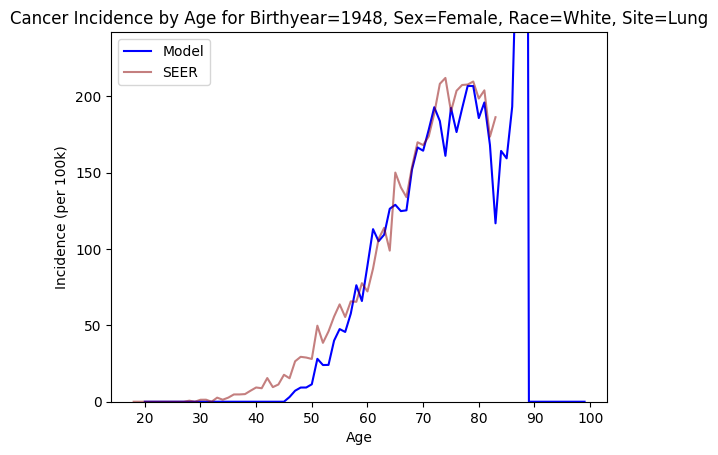 Cancer Incidence by Age for Birthyear=1948, Sex=Female, Race=White, Site=Lung
Model
SEER
Incidence (per 100k)
200
150
100
50
0
20 30 40 50 60 70 80 90 100
Age